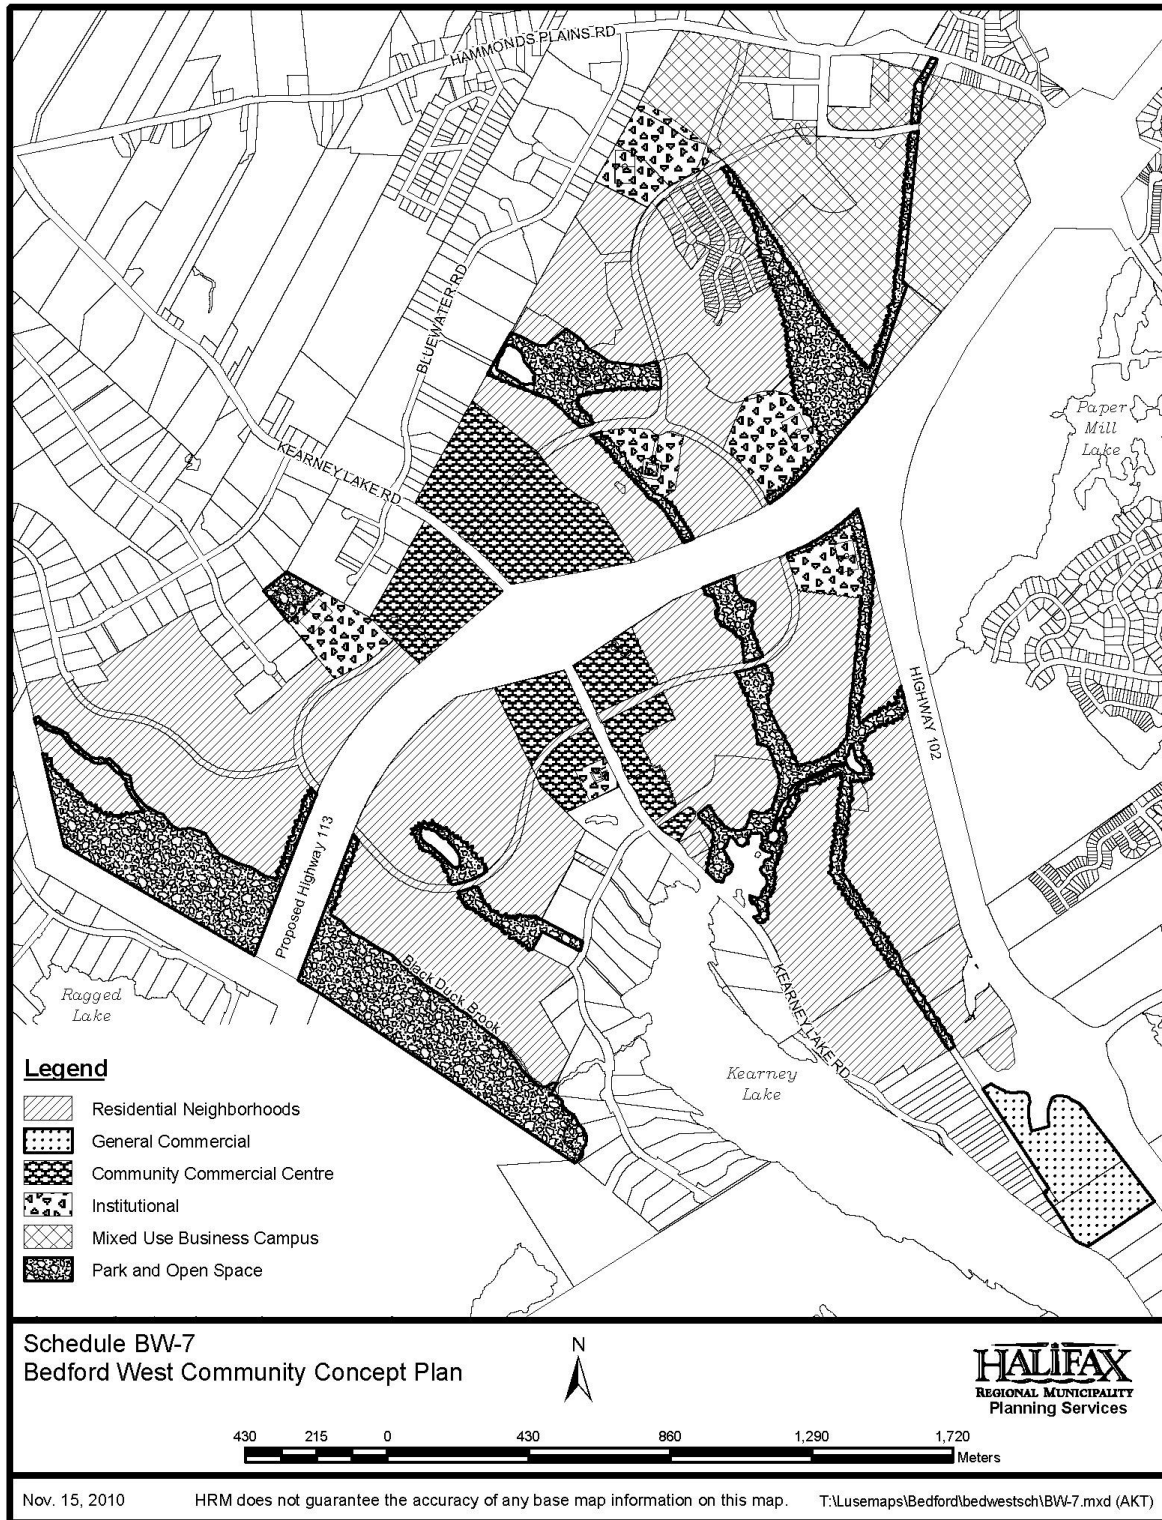 HAMMONDS PLAINS RD
BLUEWATER RD
KEARNEY LAKE RD
Paper
Mill
Lake
HIGHWAY 102
Proposed Highway 113
Ragged
Lake
Black Duck Brook
KEARNEY LAKE RD
Kearney
Lake
Legend
Residential Neighborhoods
General Commercial
Community Commercial Centre
Institutional
Mixed Use Business Campus
Park and Open Space
Schedule BW-7
Bedford West Community Concept Plan
N
HALIFAX
REGIONAL MUNICIPALITY
Planning Services
430 215 0 430 860 1,290 1,720
Meters
Nov. 15, 2010
HRM does not guarantee the accuracy of any base map information on this map.
T:\Lusemaps\Bedford\bedwestsch\BW-7.mxd (AKT)